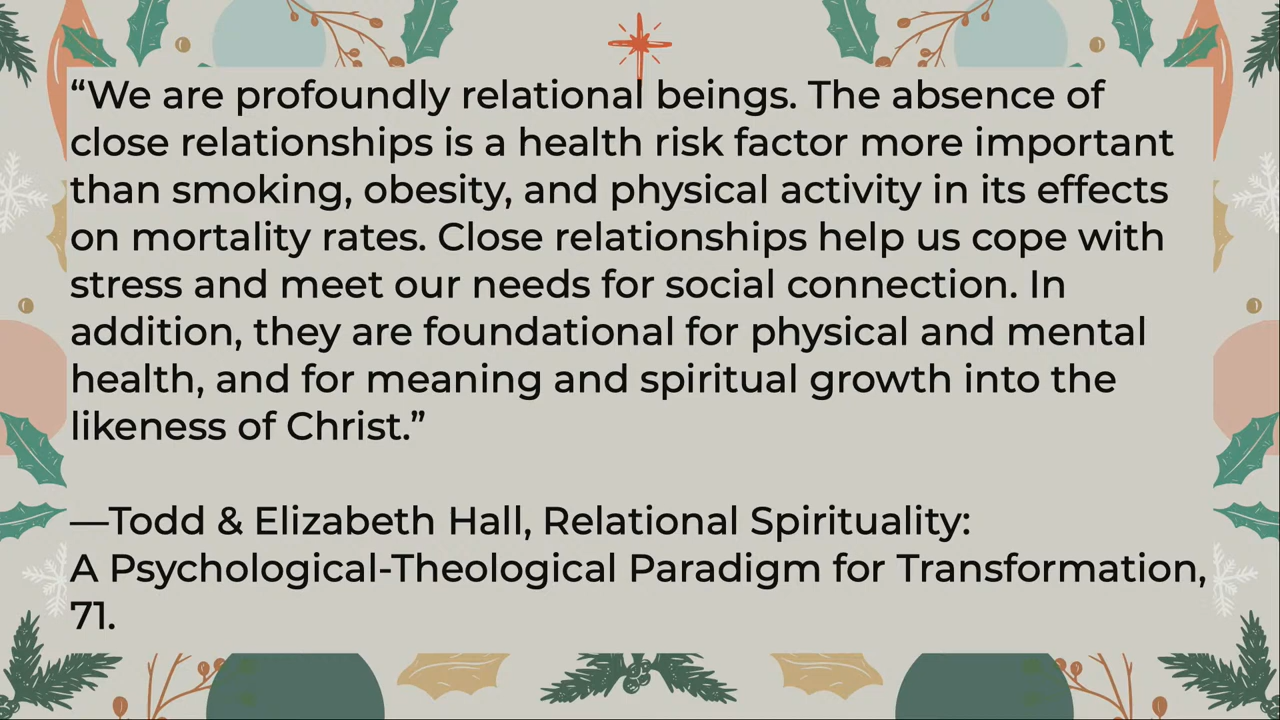 “We are profoundly relational beings. The absence of
close relationships is a health risk factor more important
than smoking, obesity, and physical activity in its effects
on mortality rates. Close relationships help us cope with
stress and meet our needs for social connection. In
addition, they are foundational for physical and mental
health, and for meaning and spiritual growth into the
likeness of Christ.”
—Todd & Elizabeth Hall, Relational Spirituality:
A Psychological-Theological Paradigm for Transformation,
71.